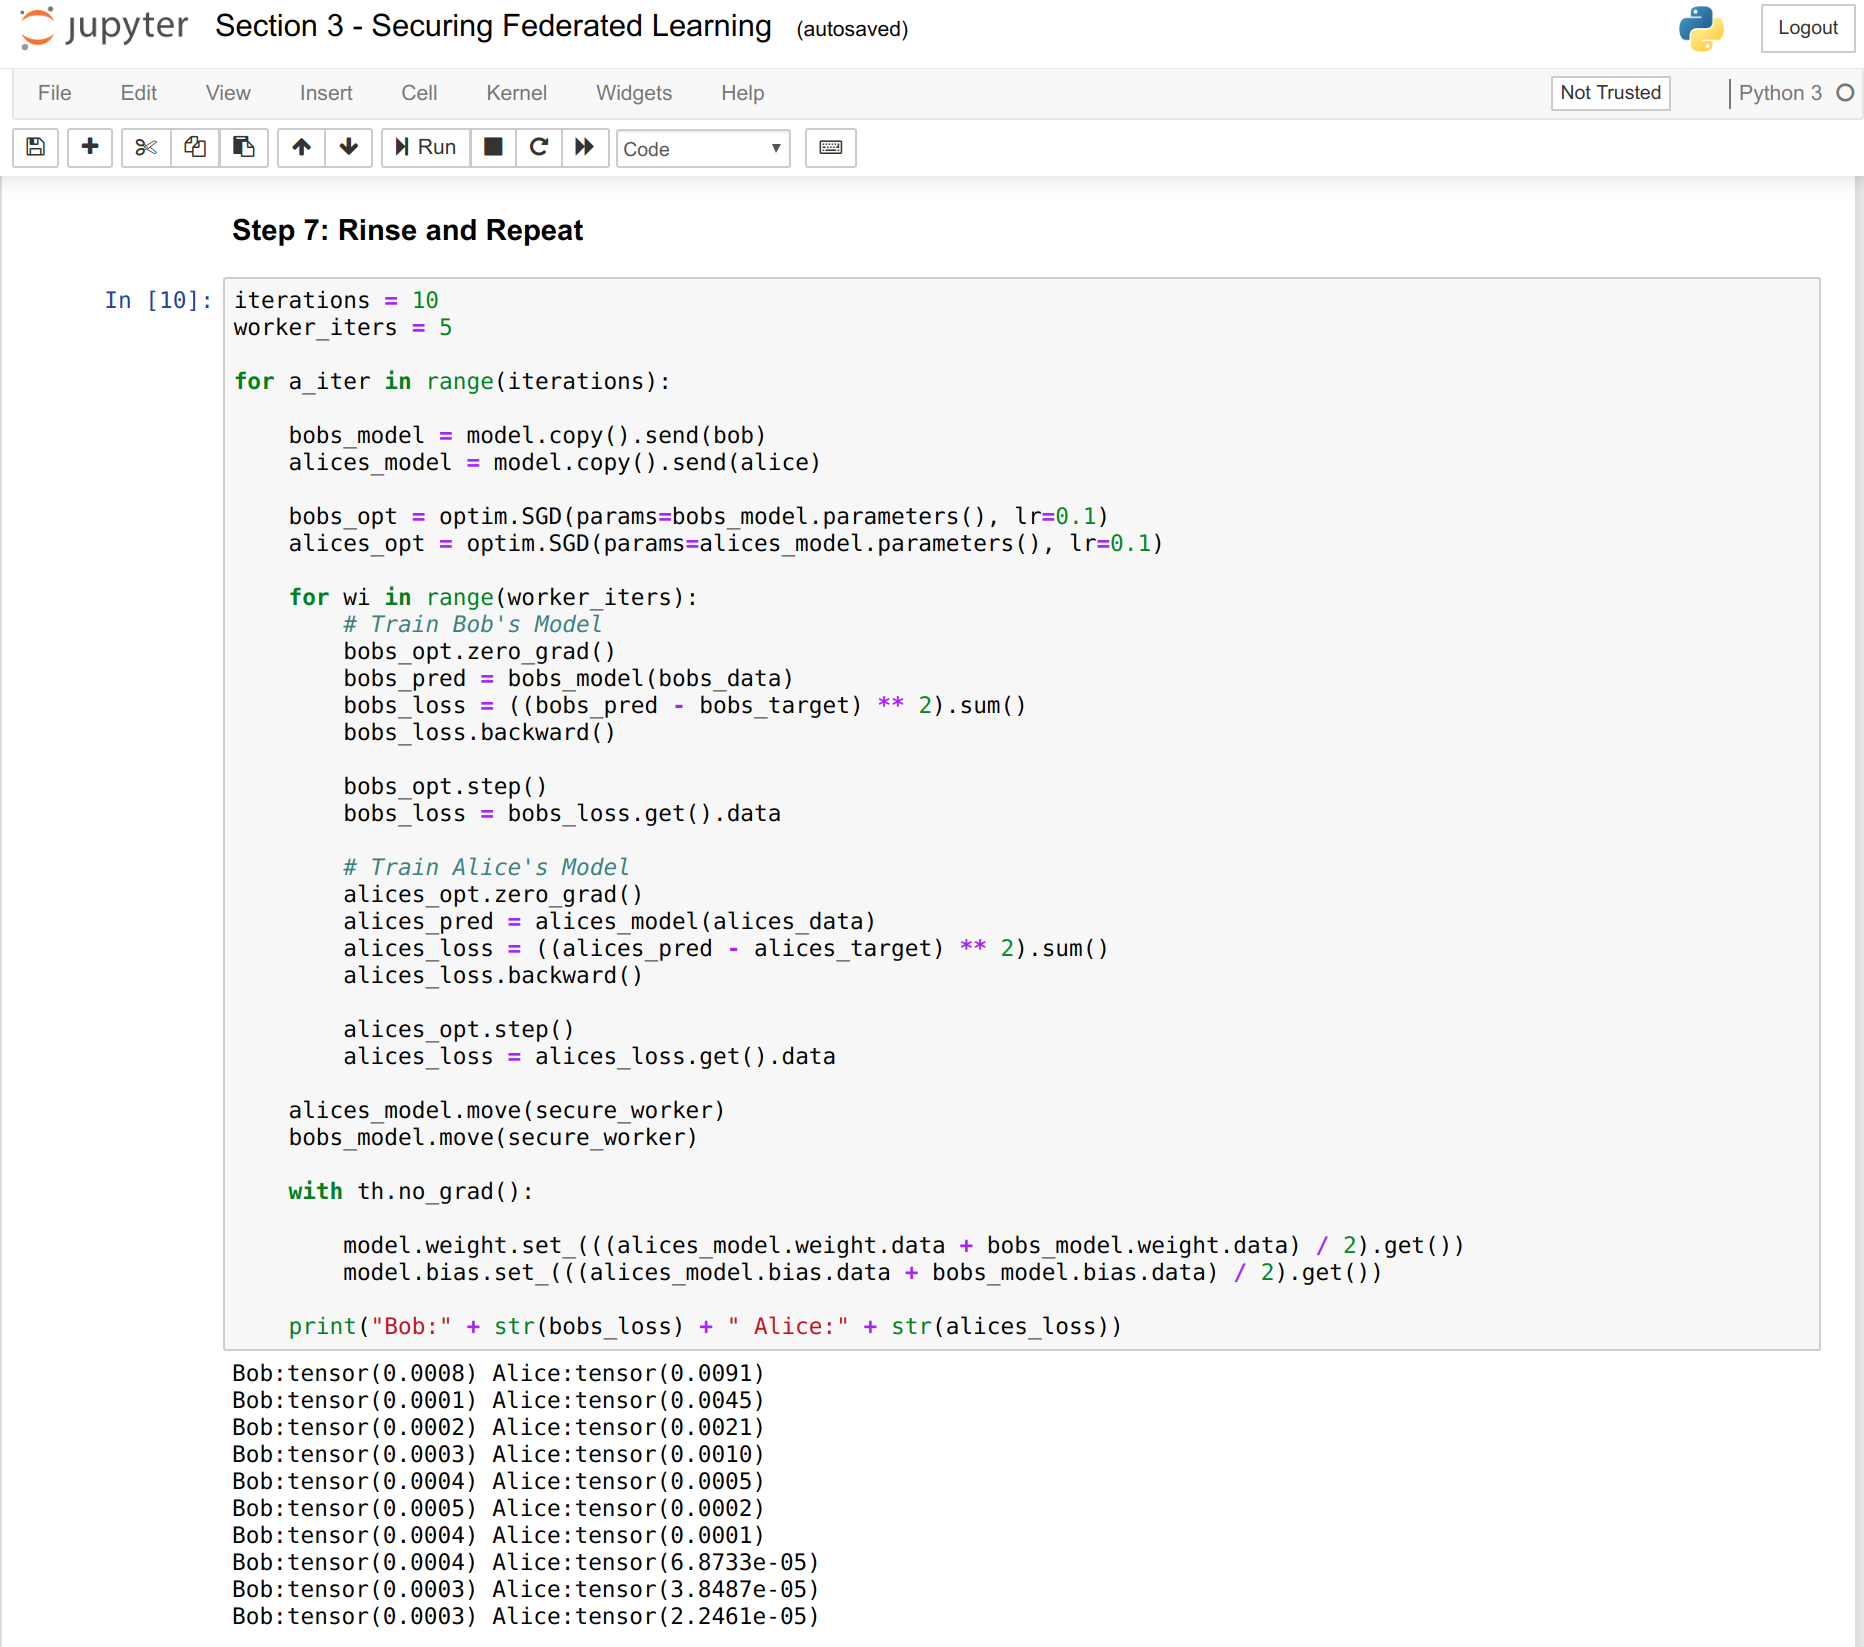 jupyter Section 3 - Securing Federated Learning (autosaved) Logout
File Edit View Insert Cell Kernel Widgets Help Not Trusted Python 3
Run Code
Step 7: Rinse and Repeat
In [10]: iterations = 10
worker_iters = 5
for a_iter in range(iterations):
bobs_model = model.copy().send(bob)
alices_model = model.copy().send(alice)
bobs_opt = optim.SGD(params=bobs_model.parameters(), lr=0.1)
alices_opt = optim.SGD(params=alices_model.parameters(), lr=0.1)
for wi in range(worker_iters):
# Train Bob's Model
bobs_opt.zero_grad()
bobs_pred = bobs_model(bobs_data)
bobs_loss = ((bobs_pred - bobs_target) ** 2).sum()
bobs_loss.backward()
bobs_opt.step()
bobs_loss = bobs_loss.get().data
# Train Alice's Model
alices_opt.zero_grad()
alices_pred = alices_model(alices_data)
alices_loss = ((alices_pred - alices_target) ** 2).sum()
alices_loss.backward()
alices_opt.step()
alices_loss = alices_loss.get().data
alices_model.move(secure_worker)
bobs_model.move(secure_worker)
with th.no_grad():
model.weight.set_(((alices_model.weight.data + bobs_model.weight.data) / 2).get())
model.bias.set_(((alices_model.bias.data + bobs_model.bias.data) / 2).get())
print("Bob:" + str(bobs_loss) + " Alice:" + str(alices_loss))
Bob:tensor(0.0008) Alice:tensor(0.0091)
Bob:tensor(0.0001) Alice:tensor(0.0045)
Bob:tensor(0.0002) Alice:tensor(0.0021)
Bob:tensor(0.0003) Alice:tensor(0.0010)
Bob:tensor(0.0004) Alice:tensor(0.0005)
Bob:tensor(0.0005) Alice:tensor(0.0002)
Bob:tensor(0.0004) Alice:tensor(0.0001)
Bob:tensor(0.0004) Alice:tensor(6.8733e-05)
Bob:tensor(0.0003) Alice:tensor(3.8487e-05)
Bob:tensor(0.0003) Alice:tensor(2.2461e-05)